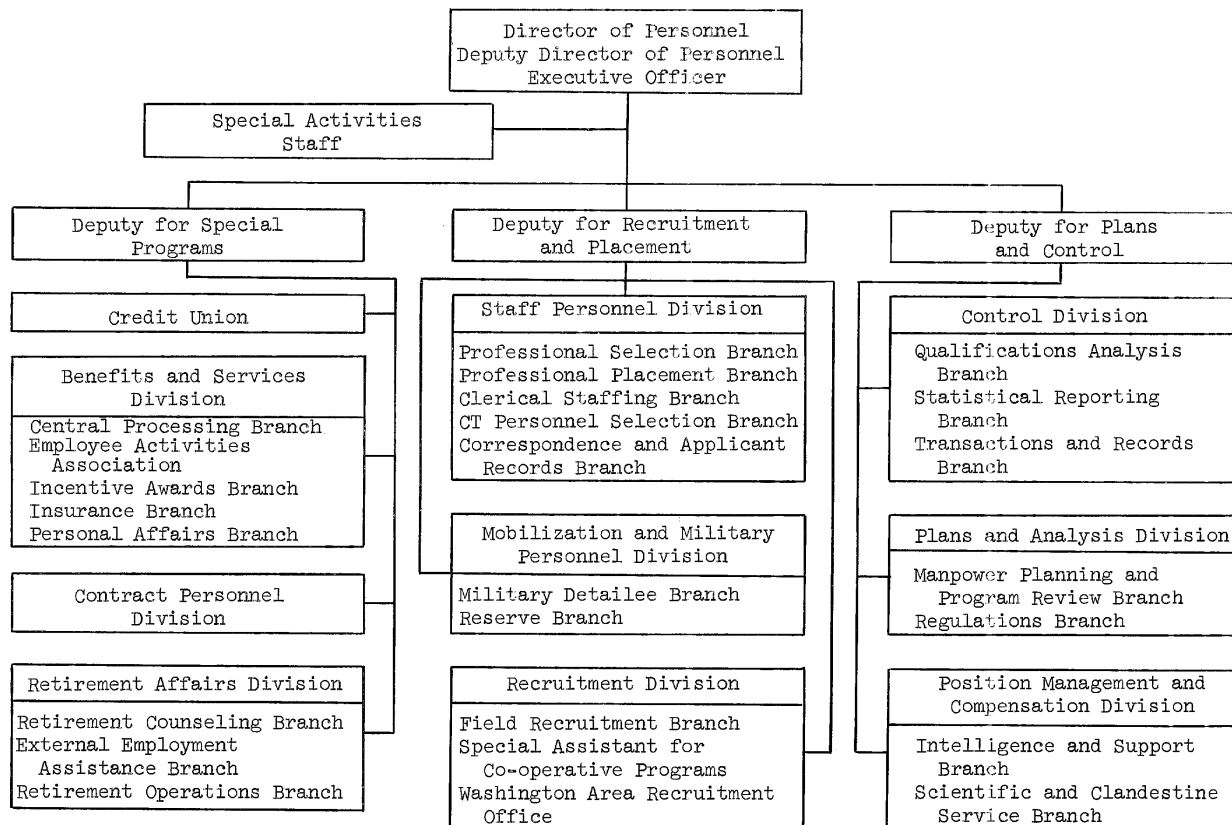 Director of Personnel
Deputy Director of Personnel
Executive Officer
Special Activities
Staff
Deputy for Special
Programs
Deputy for Recruitment
and Placement
Deputy for Plans
and Control
Credit Union
Benefits and Services
Division
Central Processing Branch
Employee Activities
Association
Incentive Awards Branch
Insurance Branch
Personal Affairs Branch
Contract Personnel
Division
Retirement Affairs Division
Retirement Counseling Branch
External Employment
Assistance Branch
Retirement Operations Branch
Staff Personnel Division
Professional Selection Branch
Professional Placement Branch
Clerical Staffing Branch
CT Personnel Selection Branch
Correspondence and Applicant
Records Branch
Mobilization and Military
Personnel Division
Military Detailee Branch
Reserve Branch
Recruitment Division
Field Recruitment Branch
Special Assistant for
Co-operative Programs
Washington Area Recruitment
Office
Control Division
Qualifications Analysis
Branch
Statistical Reporting
Branch
Transactions and Records
Branch
Plans and Analysis Division
Manpower Planning and
Program Review Branch
Regulations Branch
Position Management and
Compensation Division
Intelligence and Support
Branch
Scientific and Clandestine
Service Branch